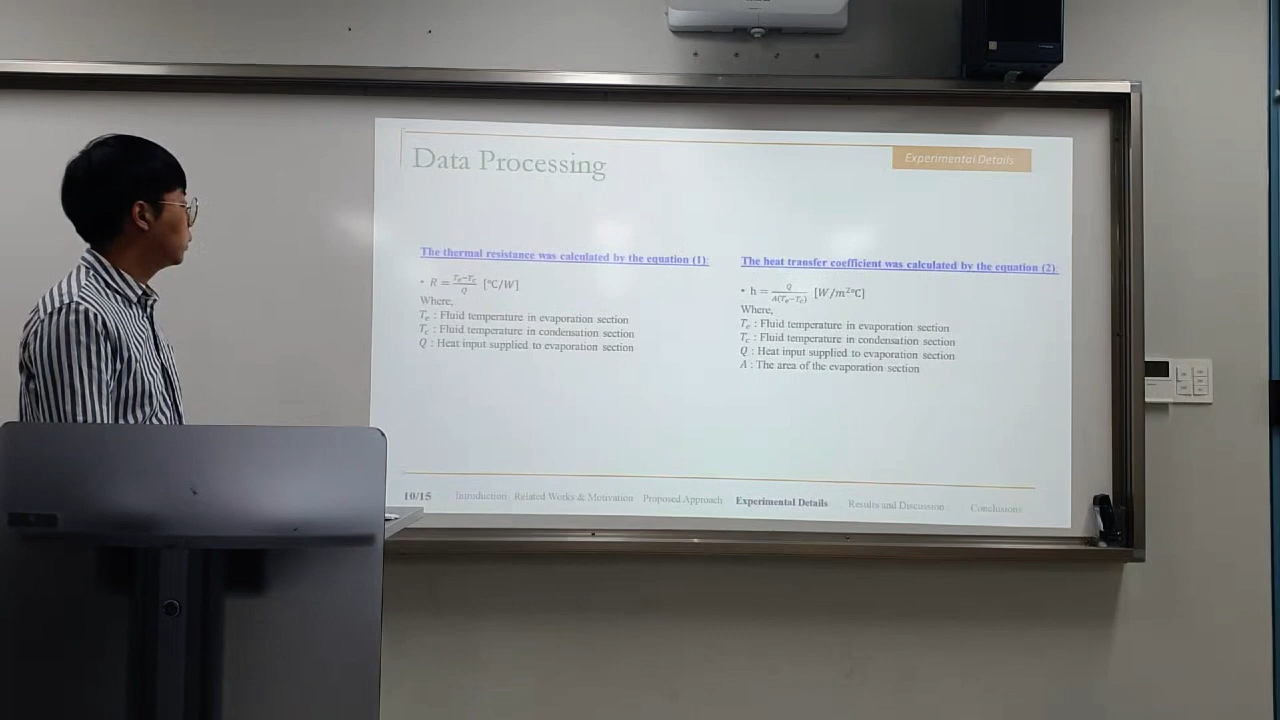 Data Processing
Experimental Details
The thermal resistance was calculated by the equation (1):
• R = (Te−Tc)/Q [℃/W]
Where,
Te : Fluid temperature in evaporation section
Tc : Fluid temperature in condensation section
Q : Heat input supplied to evaporation section
The heat transfer coefficient was calculated by the equation (2):
• h = Q/(A(Te−Tc)) [W/m²℃]
Where,
Te : Fluid temperature in evaporation section
Tc : Fluid temperature in condensation section
Q : Heat input supplied to evaporation section
A : The area of the evaporation section
10/15 Introduction Related Works & Motivation Proposed Approach Experimental Details Results and Discussion Conclusions